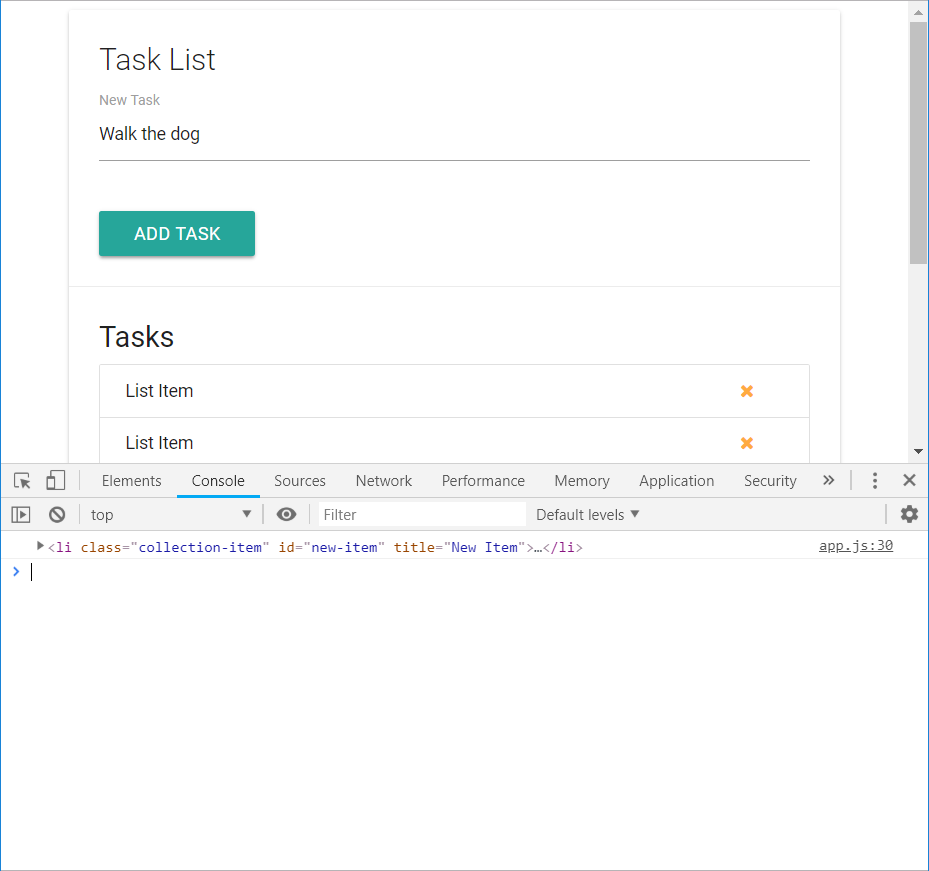 Task List
New Task
Walk the dog
ADD TASK
Tasks
List Item
List Item
Elements Console Sources Network Performance Memory Application Security »
top Filter Default levels
<li class="collection-item" id="new-item" title="New Item">…</li> app.js:30